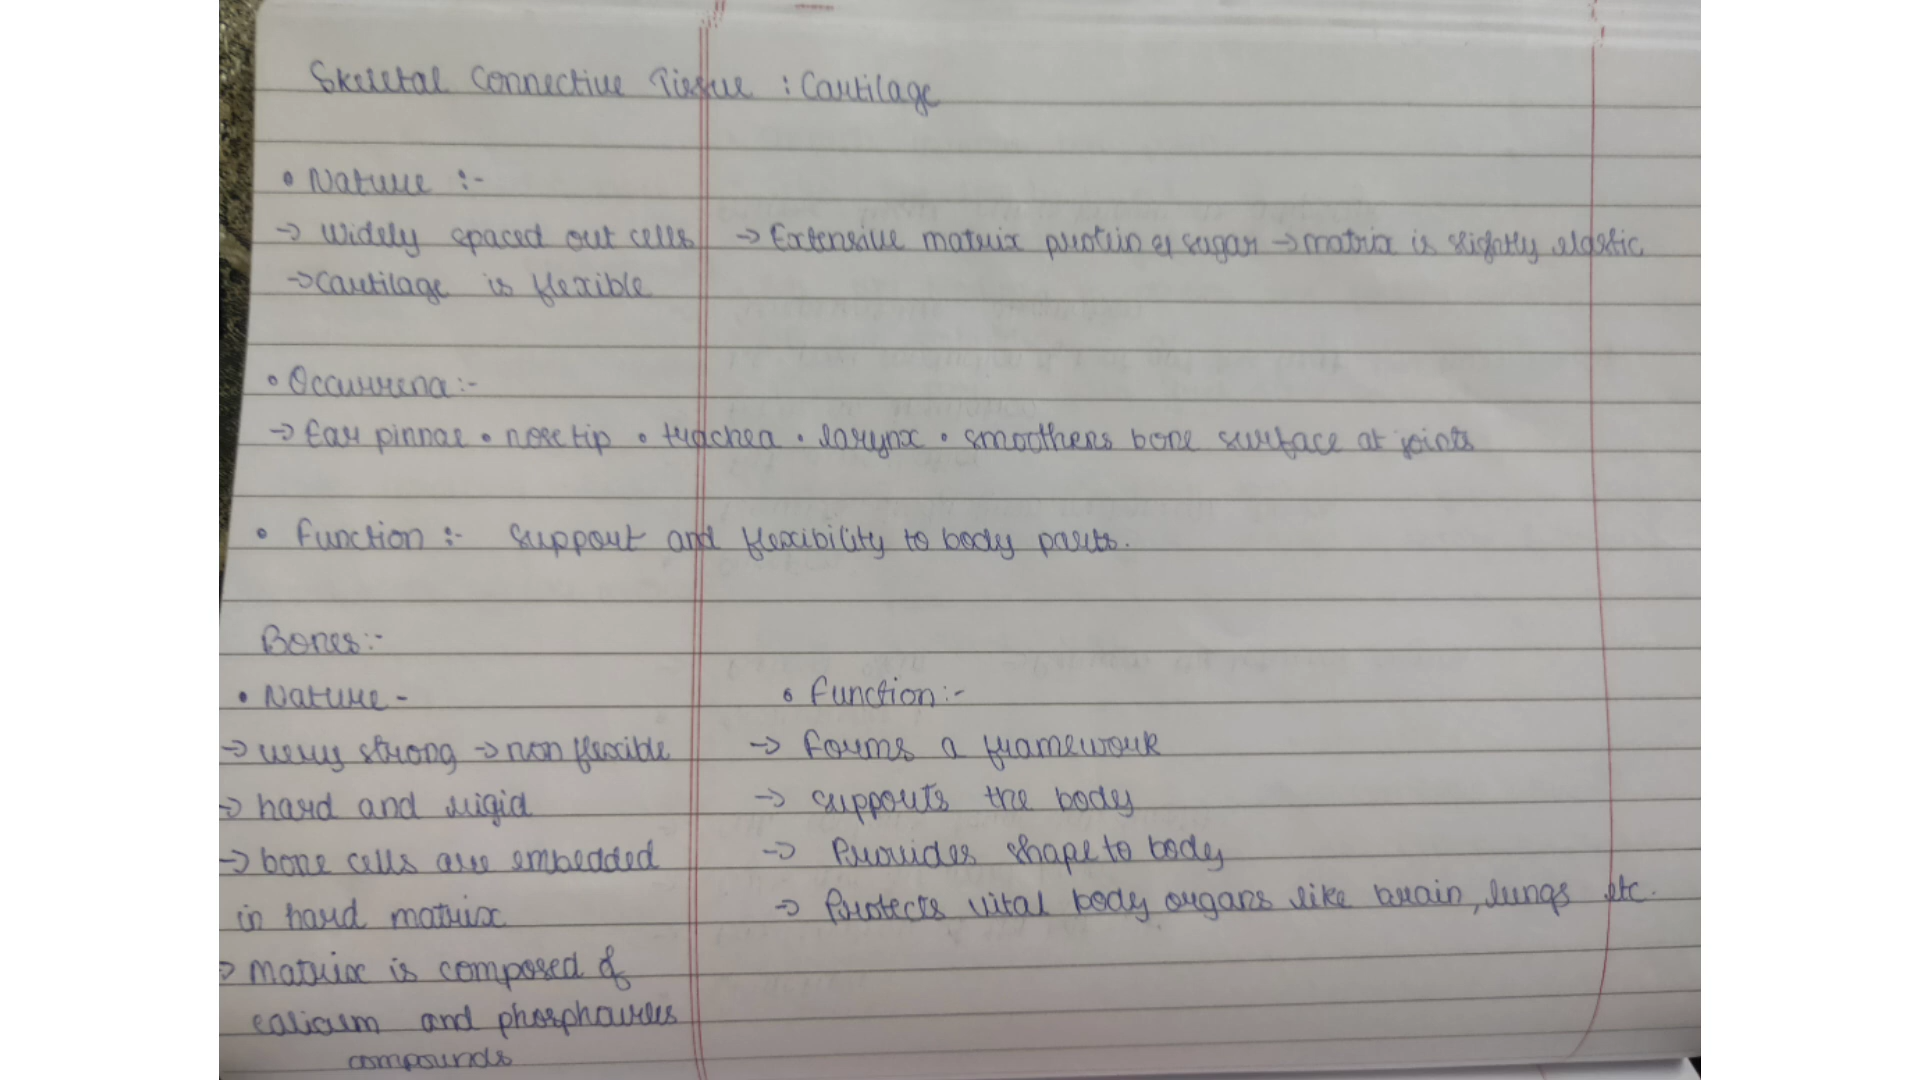 Skeletal Connective Tissue : Cartilage
• Nature :-
→ Widely spaced out cells → Extensive matrix protein & sugar → matrix is slightly elastic
→ Cartilage is flexible
• Occurrena :-
→ Ear pinnae • nose tip • trachea • larynx • smoothens bone surface at joints
• Function :- Support and flexibility to body parts.
Bones :-
• Nature -
→ very strong → non flexible
→ hard and rigid
→ bone cells are embedded
in hard matrix
→ Matrix is composed of
calicum and phosphourus
compounds
• Function :-
→ Forms a framework
→ supports the body
→ Provides shape to body
→ Protects vital body organs like brain, lungs etc.